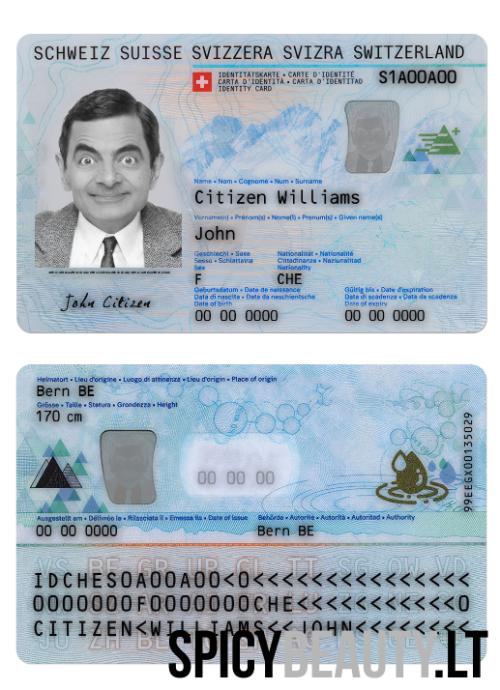 SCHWEIZ SUISSE SVIZZERA SVIZRA SWITZERLAND
IDENTITÄTSKARTE • CARTE D'IDENTITÉ
CARTA D'IDENTITÀ • CARTA D'IDENTITAD
IDENTITY CARD
S1A00A00
Name • Nom • Cognome • Num • Surname
Citizen Williams
Vorname(n) • Prénom(s) • Nome(i) • Prenum(s) • Given name(s)
John
Geschlecht • Sexe
Sesso • Schlattaina
Sex
F
Nationalität • Nationalité
Cittadinanza • Naziunalitad
Nationality
CHE
Geburtsdatum • Date de naissance
Data di nascita • Data da naschientscha
Date of birth
00 00 0000
Gültig bis • Date d'expiration
Data di scadenza • Data da scadenza
Date of expiry
00 00 0000
John Citizen
Heimatort • Lieu d'origine • Luogo di attinenza • Lieu d'origin • Place of origin
Bern BE
Grösse • Taille • Statura • Grondezza • Height
170 cm
00 00 00
99EEGX00135029
Ausgestellt am • Délivrée le • Rilasciata il • Emessa ils • Date of issue
00 00 0000
Behörde • Autorité • Autorità • Autoritad • Authority
Bern BE
IDCHES0A00A00<0<<<<<<<<<<<<<<<
0000000F0000000CHE<<<<<<<<<<<0
CITIZEN<WILLIAMS<<JOHN<<<<<<<<
SPICYBEAUTY.LT